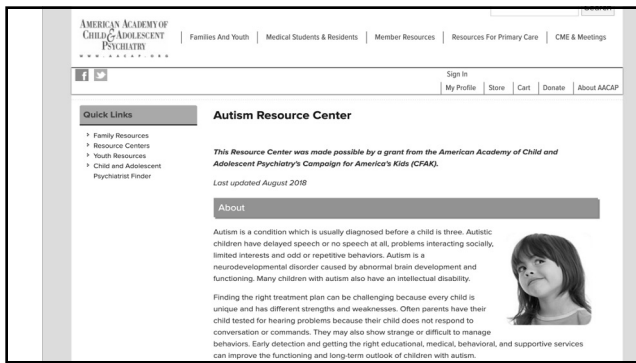 Search
AMERICAN ACADEMY OF
CHILD & ADOLESCENT
PSYCHIATRY
WWW.AACAP.ORG
Families And Youth | Medical Students & Residents | Member Resources | Resources For Primary Care | CME & Meetings
Sign In
My Profile | Store | Cart | Donate | About AACAP
Quick Links
Family Resources
Resource Centers
Youth Resources
Child and Adolescent
Psychiatrist Finder
Autism Resource Center
This Resource Center was made possible by a grant from the American Academy of Child and
Adolescent Psychiatry's Campaign for America's Kids (CFAK).
Last updated August 2018
About
Autism is a condition which is usually diagnosed before a child is three. Autistic
children have delayed speech or no speech at all, problems interacting socially,
limited interests and odd or repetitive behaviors. Autism is a
neurodevelopmental disorder caused by abnormal brain development and
functioning. Many children with autism also have an intellectual disability.
Finding the right treatment plan can be challenging because every child is
unique and has different strengths and weaknesses. Often parents have their
child tested for hearing problems because their child does not respond to
conversation or commands. They may also show strange or difficult to manage
behaviors. Early detection and getting the right educational, medical, behavioral, and supportive services
can improve the functioning and long-term outlook of children with autism.